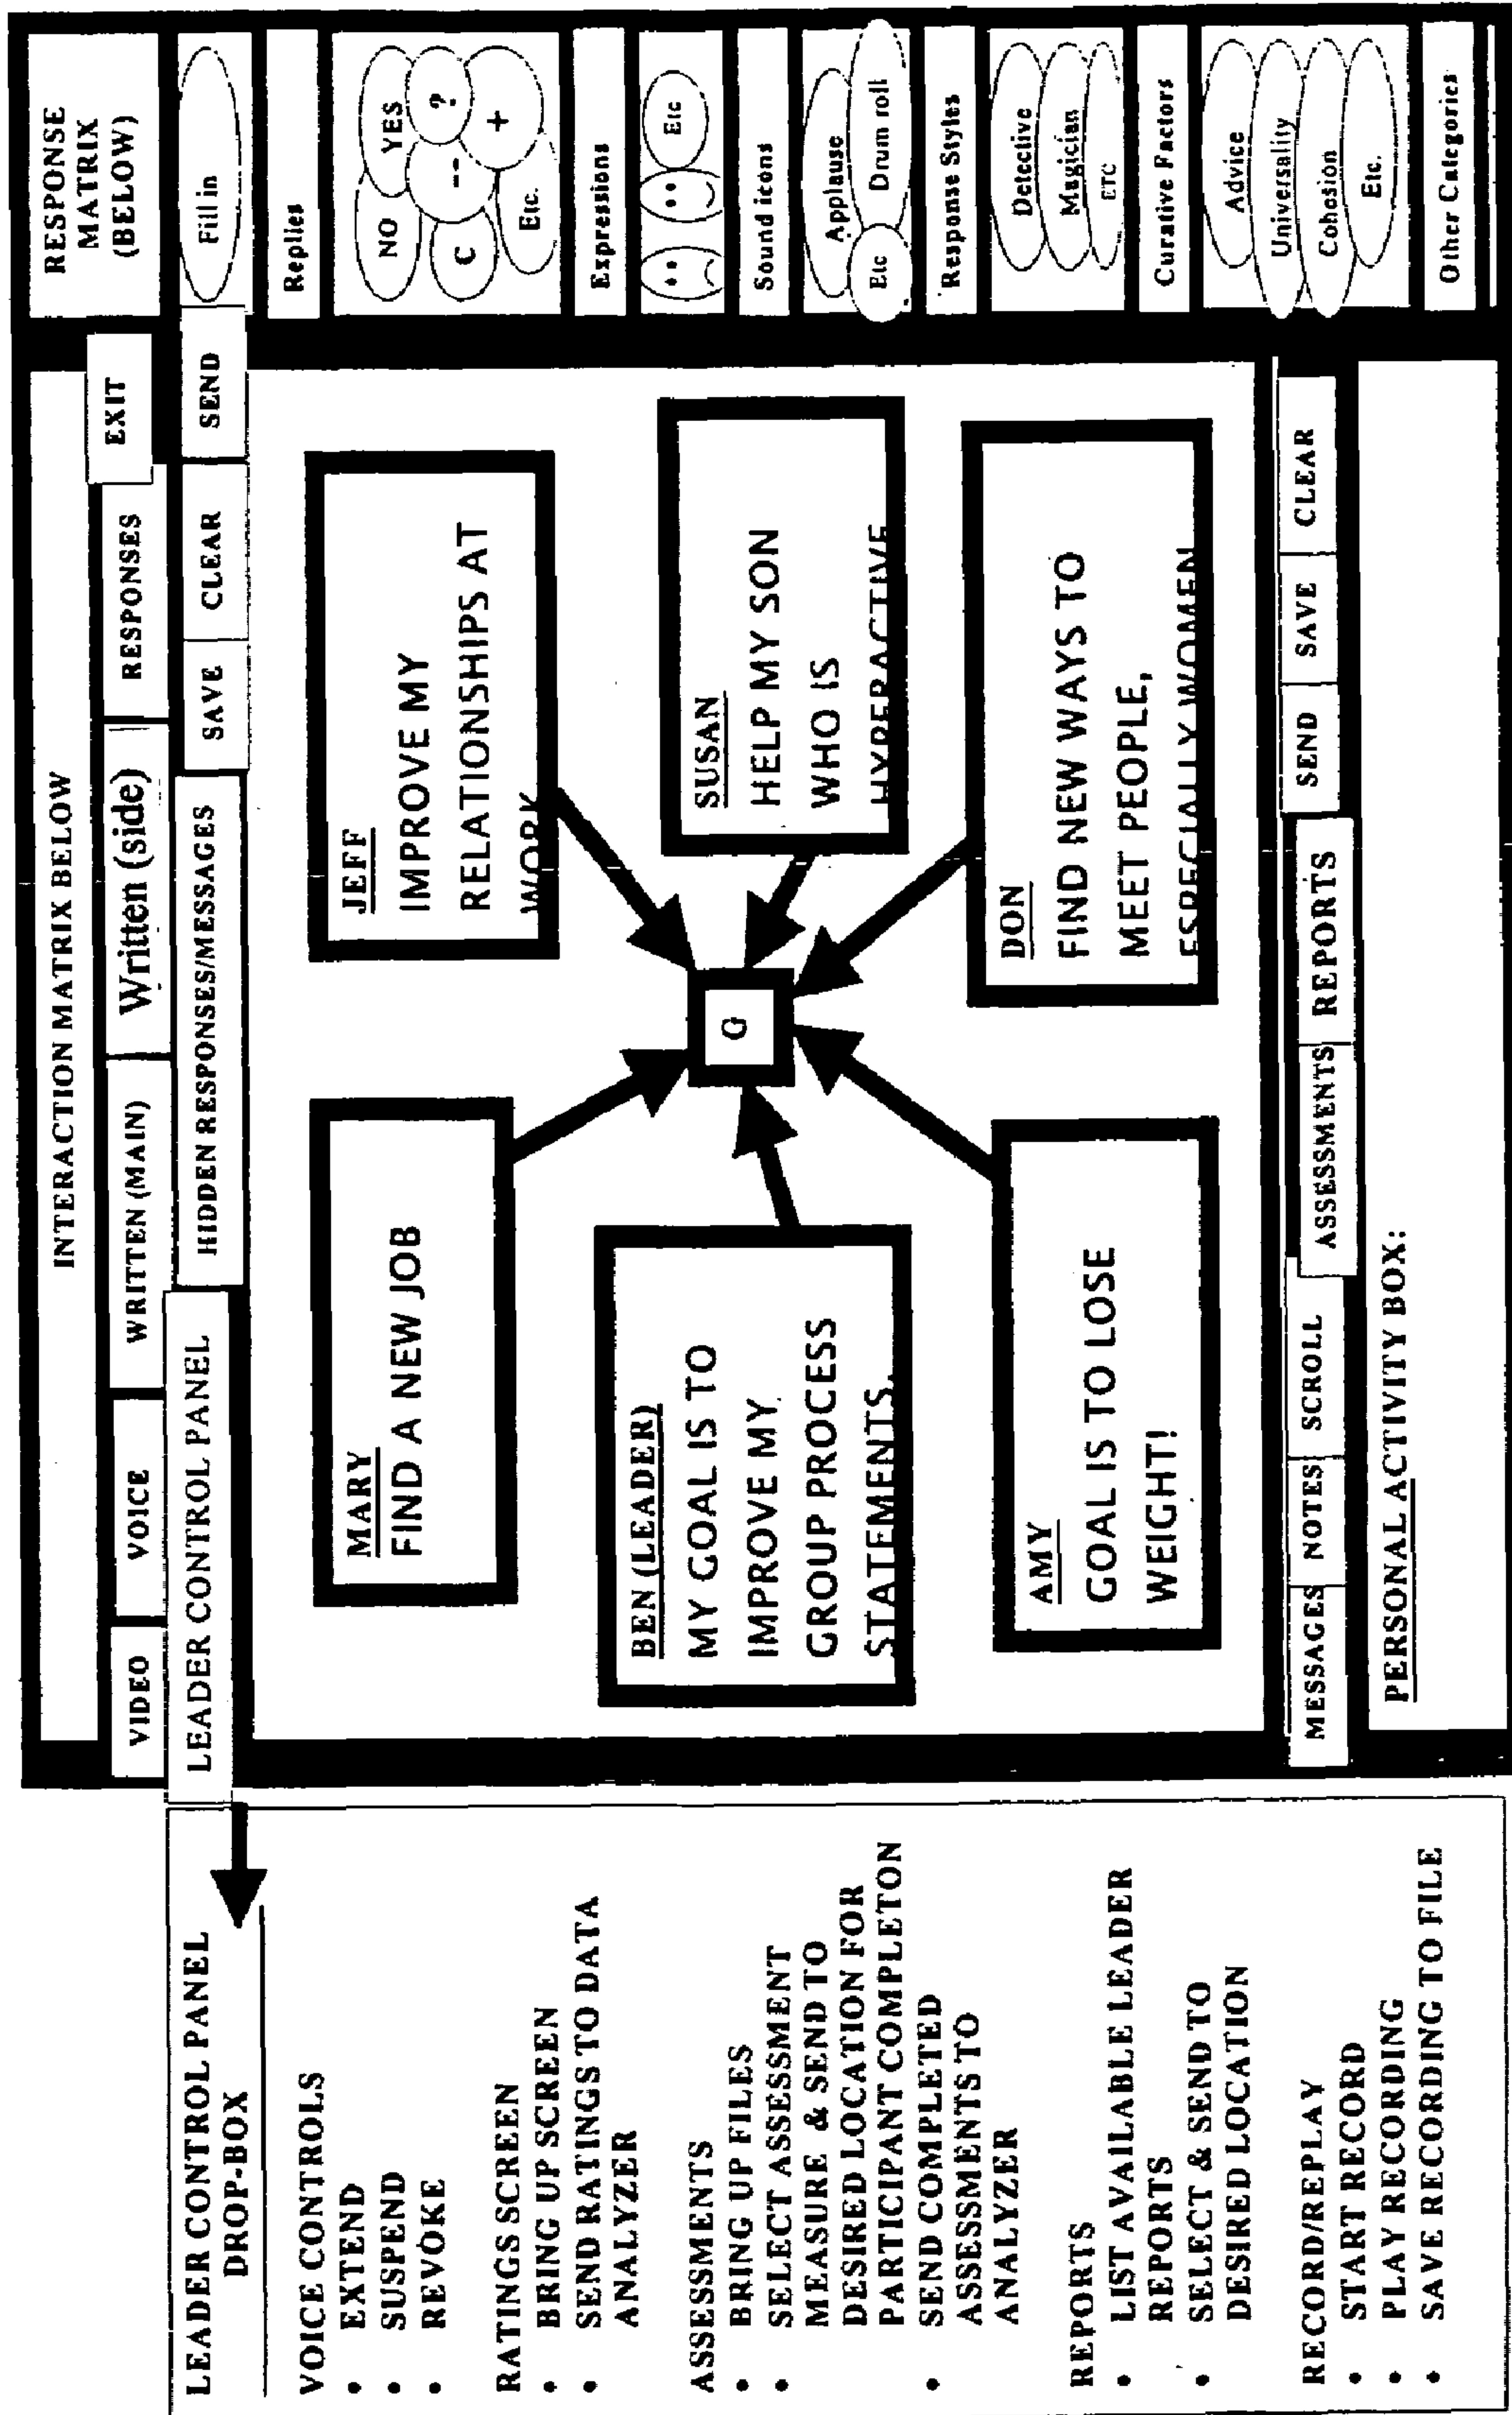 LEADER CONTROL PANEL
DROP-BOX
VOICE CONTROLS
• EXTEND
• SUSPEND
• REVOKE
RATINGS SCREEN
• BRING UP SCREEN
• SEND RATINGS TO DATA
ANALYZER
ASSESSMENTS
• BRING UP FILES
• SELECT ASSESSMENT
MEASURE & SEND TO
DESIRED LOCATION FOR
PARTICIPANT COMPLETON
• SEND COMPLETED
ASSESSMENTS TO
ANALYZER
REPORTS
• LIST AVAILABLE LEADER
REPORTS
• SELECT & SEND TO
DESIRED LOCATION
RECORD/REPLAY
• START RECORD
• PLAY RECORDING
• SAVE RECORDING TO FILE
INTERACTION MATRIX BELOW
VIDEO VOICE WRITTEN (MAIN) Written (side) RESPONSES EXIT
LEADER CONTROL PANEL HIDDEN RESPONSES/MESSAGES SAVE CLEAR SEND
MARY
FIND A NEW JOB
JEFF
IMPROVE MY
RELATIONSHIPS AT
WORK
BEN (LEADER)
MY GOAL IS TO
IMPROVE MY
GROUP PROCESS
STATEMENTS.
G
SUSAN
HELP MY SON
WHO IS
HYPERACTIVE
AMY
GOAL IS TO LOSE
WEIGHT!
DON
FIND NEW WAYS TO
MEET PEOPLE,
ESPECIALLY WOMEN
MESSAGES NOTES SCROLL ASSESSMENTS REPORTS SEND SAVE CLEAR
PERSONAL ACTIVITY BOX:
RESPONSE
MATRIX
(BELOW)
Fill in
Replies
NO YES
C -- ?
Etc. +
Expressions
Etc
Sound icons
Applause
Etc Drum roll
Response Styles
Detective
Magician
ETC
Curative Factors
Advice
Universality
Cohosion
Etc.
Other Categories